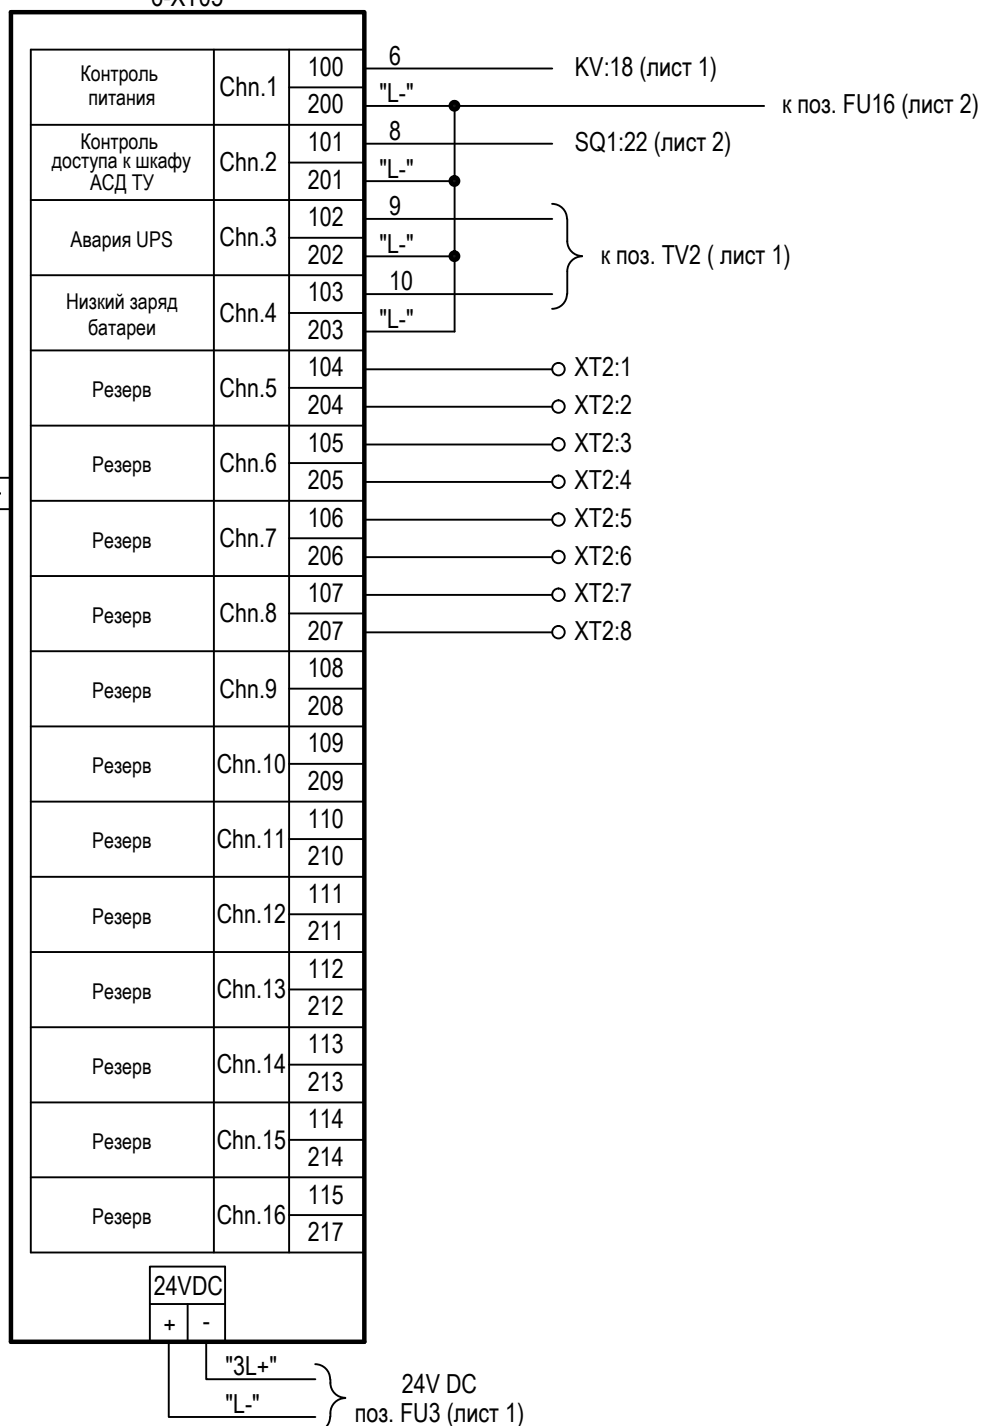 Контроль
питания
Chn.1
100
6
KV:18 (лист 1)
200
"L-"
к поз. FU16 (лист 2)
Контроль
доступа к шкафу
АСД ТУ
Chn.2
101
8
SQ1:22 (лист 2)
201
"L-"
Авария UPS
Chn.3
102
9
202
"L-"
к поз. TV2 ( лист 1)
Низкий заряд
батареи
Chn.4
103
10
203
"L-"
Резерв
Chn.5
104
XT2:1
204
XT2:2
Резерв
Chn.6
105
XT2:3
205
XT2:4
Резерв
Chn.7
106
XT2:5
206
XT2:6
Резерв
Chn.8
107
XT2:7
207
XT2:8
Резерв
Chn.9
108
208
Резерв
Chn.10
109
209
Резерв
Chn.11
110
210
Резерв
Chn.12
111
211
Резерв
Chn.13
112
212
Резерв
Chn.14
113
213
Резерв
Chn.15
114
214
Резерв
Chn.16
115
217
24VDC
+ -
"3L+"
"L-"
24V DC
поз. FU3 (лист 1)